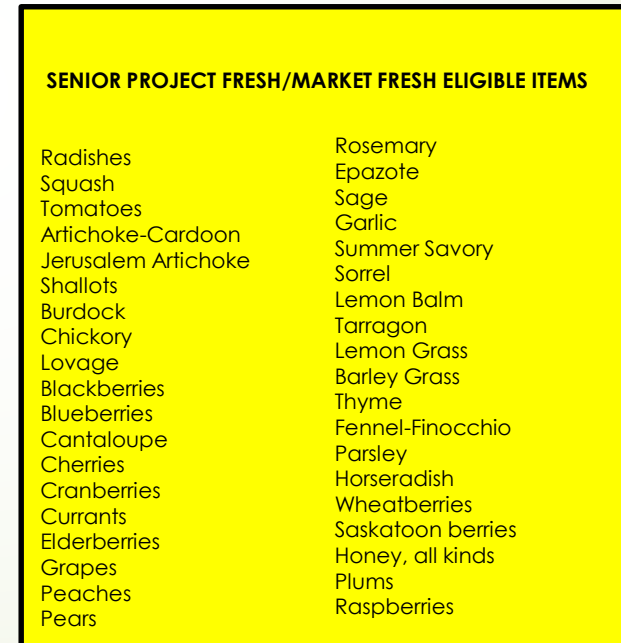 SENIOR PROJECT FRESH/MARKET FRESH ELIGIBLE ITEMS
Radishes
Squash
Tomatoes
Artichoke-Cardoon
Jerusalem Artichoke
Shallots
Burdock
Chickory
Lovage
Blackberries
Blueberries
Cantaloupe
Cherries
Cranberries
Currants
Elderberries
Grapes
Peaches
Pears
Rosemary
Epazote
Sage
Garlic
Summer Savory
Sorrel
Lemon Balm
Tarragon
Lemon Grass
Barley Grass
Thyme
Fennel-Finocchio
Parsley
Horseradish
Wheatberries
Saskatoon berries
Honey, all kinds
Plums
Raspberries